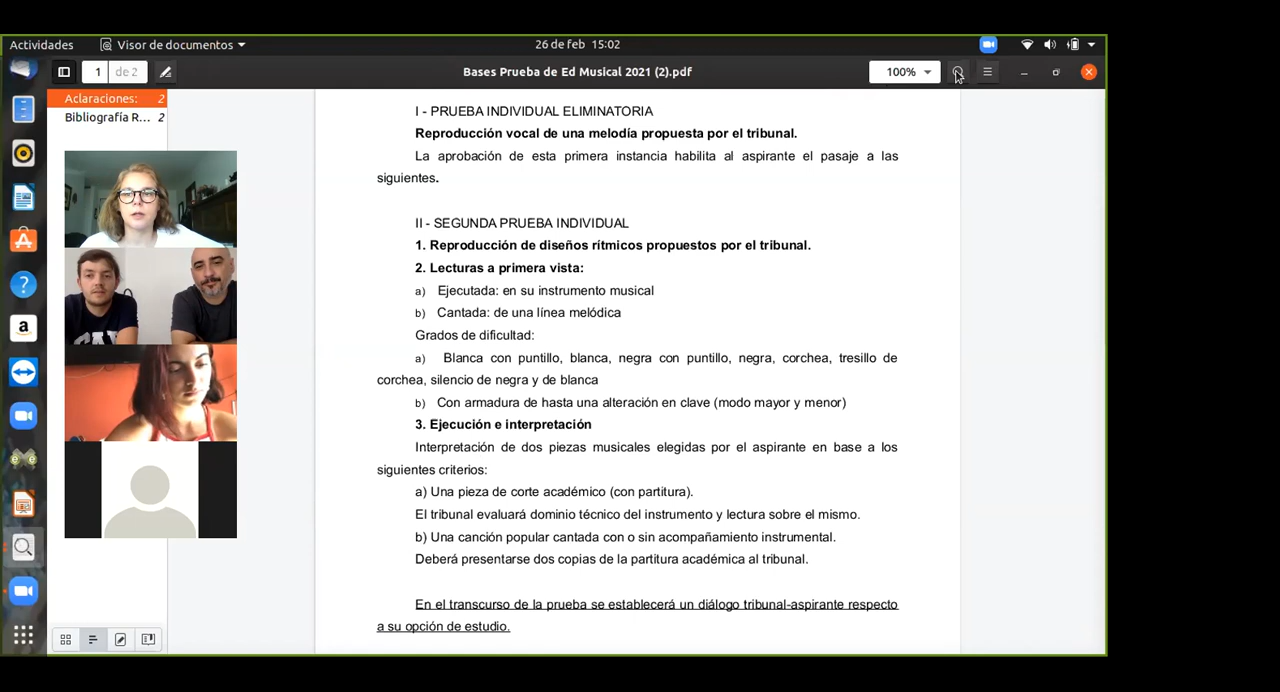 Actividades
Visor de documentos
26 de feb 15:02
1
de 2
Bases Prueba de Ed Musical 2021 (2).pdf
100%
Aclaraciones: 2
Bibliografía R... 2
I - PRUEBA INDIVIDUAL ELIMINATORIA
Reproducción vocal de una melodía propuesta por el tribunal.
La aprobación de esta primera instancia habilita al aspirante el pasaje a las
siguientes.
II - SEGUNDA PRUEBA INDIVIDUAL
1. Reproducción de diseños rítmicos propuestos por el tribunal.
2. Lecturas a primera vista:
a) Ejecutada: en su instrumento musical
b) Cantada: de una línea melódica
Grados de dificultad:
a) Blanca con puntillo, blanca, negra con puntillo, negra, corchea, tresillo de
corchea, silencio de negra y de blanca
b) Con armadura de hasta una alteración en clave (modo mayor y menor)
3. Ejecución e interpretación
Interpretación de dos piezas musicales elegidas por el aspirante en base a los
siguientes criterios:
a) Una pieza de corte académico (con partitura).
El tribunal evaluará dominio técnico del instrumento y lectura sobre el mismo.
b) Una canción popular cantada con o sin acompañamiento instrumental.
Deberá presentarse dos copias de la partitura académica al tribunal.
En el transcurso de la prueba se establecerá un diálogo tribunal-aspirante respecto
a su opción de estudio.